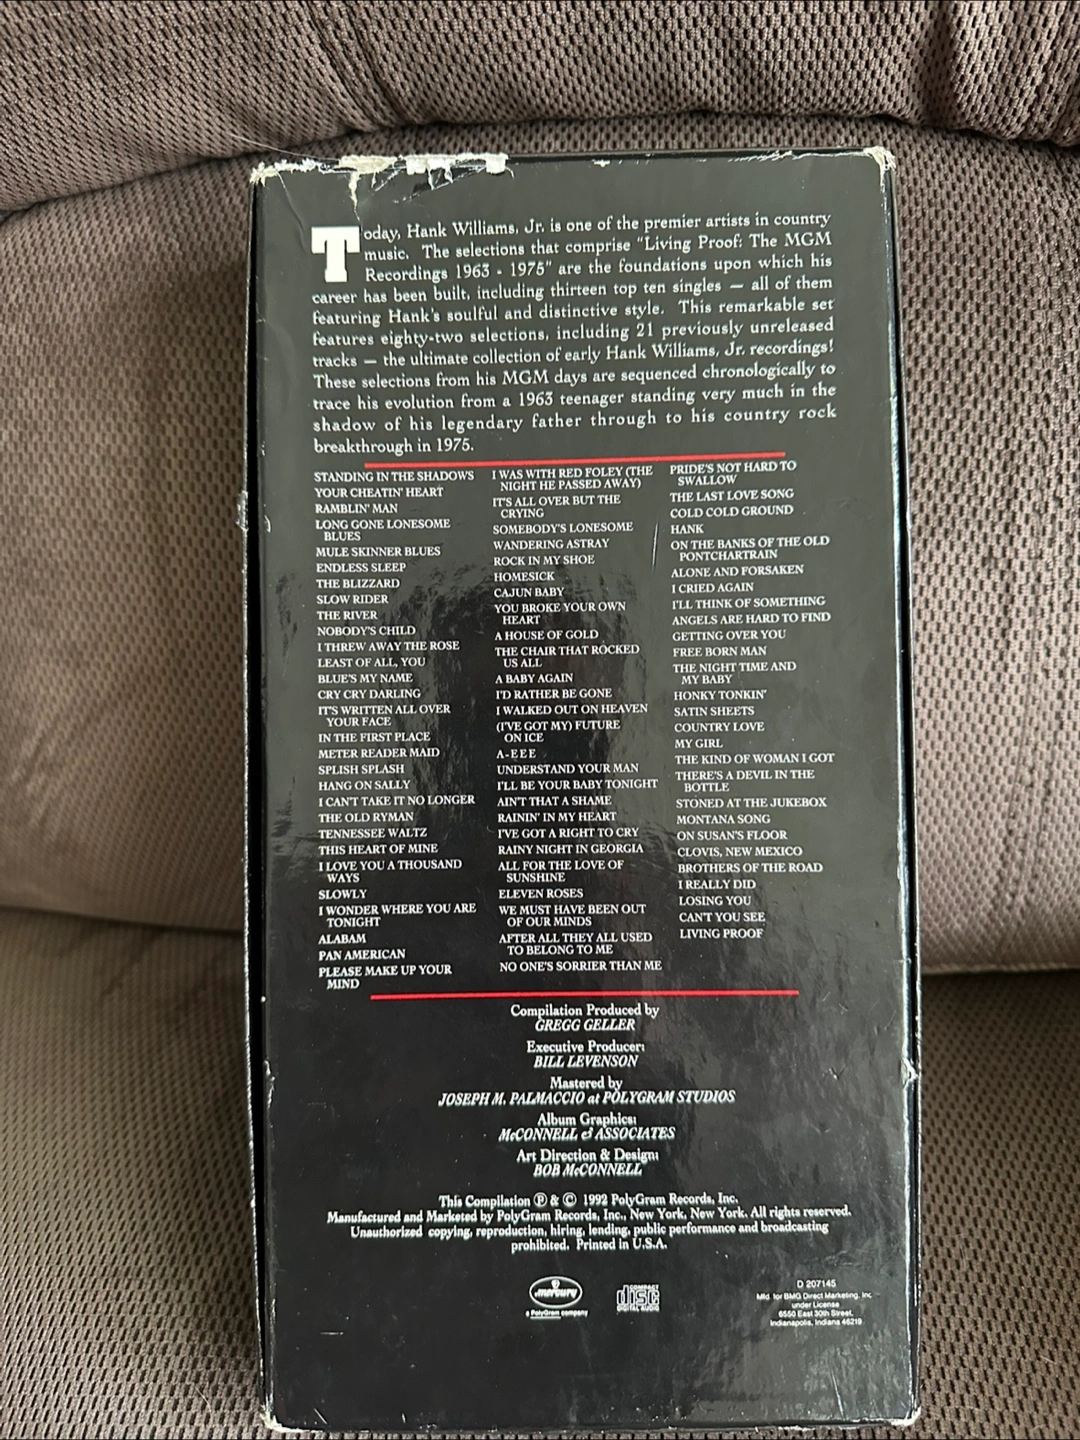 Today, Hank Williams, Jr. is one of the premier artists in country
music. The selections that comprise "Living Proof: The MGM
Recordings 1963 - 1975" are the foundations upon which his
career has been built, including thirteen top ten singles — all of them
featuring Hank's soulful and distinctive style. This remarkable set
features eighty-two selections, including 21 previously unreleased
tracks — the ultimate collection of early Hank Williams, Jr. recordings!
These selections from his MGM days are sequenced chronologically to
trace his evolution from a 1963 teenager standing very much in the
shadow of his legendary father through to his country rock
breakthrough in 1975.
STANDING IN THE SHADOWS
YOUR CHEATIN' HEART
RAMBLIN' MAN
LONG GONE LONESOME
BLUES
MULE SKINNER BLUES
ENDLESS SLEEP
THE BLIZZARD
SLOW RIDER
THE RIVER
NOBODY'S CHILD
I THREW AWAY THE ROSE
LEAST OF ALL, YOU
BLUE'S MY NAME
CRY CRY DARLING
IT'S WRITTEN ALL OVER
YOUR FACE
IN THE FIRST PLACE
METER READER MAID
SPLISH SPLASH
HANG ON SALLY
I CAN'T TAKE IT NO LONGER
THE OLD RYMAN
TENNESSEE WALTZ
THIS HEART OF MINE
I LOVE YOU A THOUSAND
WAYS
SLOWLY
I WONDER WHERE YOU ARE
TONIGHT
ALABAM
PAN AMERICAN
PLEASE MAKE UP YOUR
MIND
I WAS WITH RED FOLEY (THE
NIGHT HE PASSED AWAY)
IT'S ALL OVER BUT THE
CRYING
SOMEBODY'S LONESOME
WANDERING ASTRAY
ROCK IN MY SHOE
HOMESICK
CAJUN BABY
YOU BROKE YOUR OWN
HEART
A HOUSE OF GOLD
THE CHAIR THAT ROCKED
US ALL
A BABY AGAIN
I'D RATHER BE GONE
I WALKED OUT ON HEAVEN
(I'VE GOT MY) FUTURE
ON ICE
A-EEE
UNDERSTAND YOUR MAN
I'LL BE YOUR BABY TONIGHT
AIN'T THAT A SHAME
RAININ' IN MY HEART
I'VE GOT A RIGHT TO CRY
RAINY NIGHT IN GEORGIA
ALL FOR THE LOVE OF
SUNSHINE
ELEVEN ROSES
WE MUST HAVE BEEN OUT
OF OUR MINDS
AFTER ALL THEY ALL USED
TO BELONG TO ME
NO ONE'S SORRIER THAN ME
PRIDE'S NOT HARD TO
SWALLOW
THE LAST LOVE SONG
COLD COLD GROUND
HANK
ON THE BANKS OF THE OLD
PONTCHARTRAIN
ALONE AND FORSAKEN
I CRIED AGAIN
I'LL THINK OF SOMETHING
ANGELS ARE HARD TO FIND
GETTING OVER YOU
FREE BORN MAN
THE NIGHT TIME AND
MY BABY
HONKY TONKIN'
SATIN SHEETS
COUNTRY LOVE
MY GIRL
THE KIND OF WOMAN I GOT
THERE'S A DEVIL IN THE
BOTTLE
STONED AT THE JUKEBOX
MONTANA SONG
ON SUSAN'S FLOOR
CLOVIS, NEW MEXICO
BROTHERS OF THE ROAD
I REALLY DID
LOSING YOU
CAN'T YOU SEE
LIVING PROOF
Compilation Produced by
GREGG GELLER
Executive Producer:
BILL LEVENSON
Mastered by
JOSEPH M. PALMACCIO at POLYGRAM STUDIOS
Album Graphics:
McCONNELL & ASSOCIATES
Art Direction & Design:
BOB McCONNELL
This Compilation Ⓟ & © 1992 PolyGram Records, Inc.
Manufactured and Marketed by PolyGram Records, Inc., New York, New York. All rights reserved.
Unauthorized copying, reproduction, hiring, lending, public performance and broadcasting
prohibited. Printed in U.S.A.
mercury
a PolyGram company
COMPACT
disc
DIGITAL AUDIO
D 207145
Mfd. for BMG Direct Marketing, Inc.
under License
6550 East 30th Street,
Indianapolis, Indiana 46219